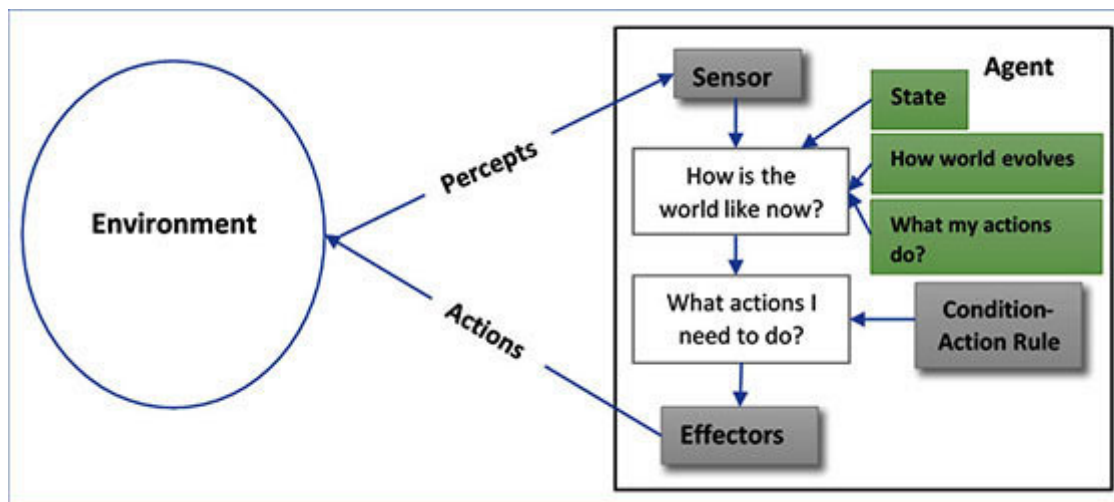 Agent
Sensor
State
Percepts
How is the
world like now?
How world evolves
What my actions
do?
Environment
What actions I
need to do?
Condition-
Action Rule
Actions
Effectors